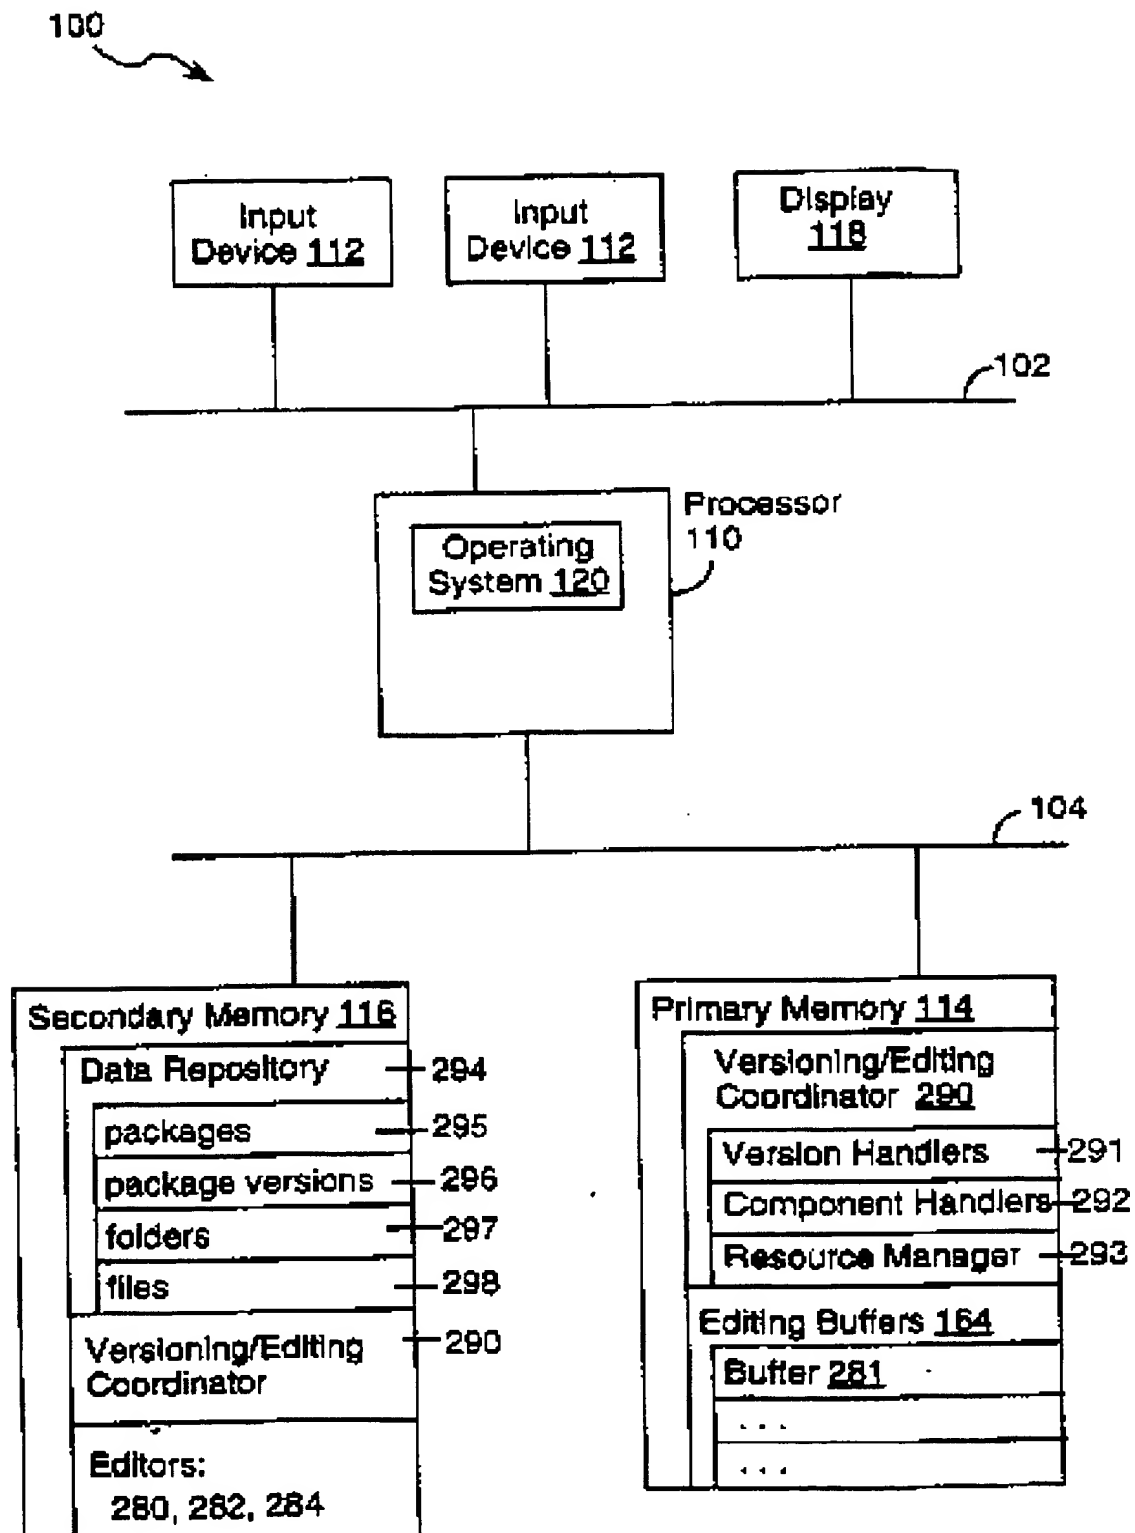 100
Input
Device 112
Input
Device 112
Display
118
102
Processor
110
Operating
System 120
104
Secondary Memory 116
Data Repository
294
packages
295
package versions
296
folders
297
files
298
Versioning/Editing
Coordinator
290
Editors:
280, 282, 284
Primary Memory 114
Versioning/Editing
Coordinator 290
Version Handlers
291
Component Handlers
292
Resource Manager
293
Editing Buffers 164
Buffer 281
. . .
. . .